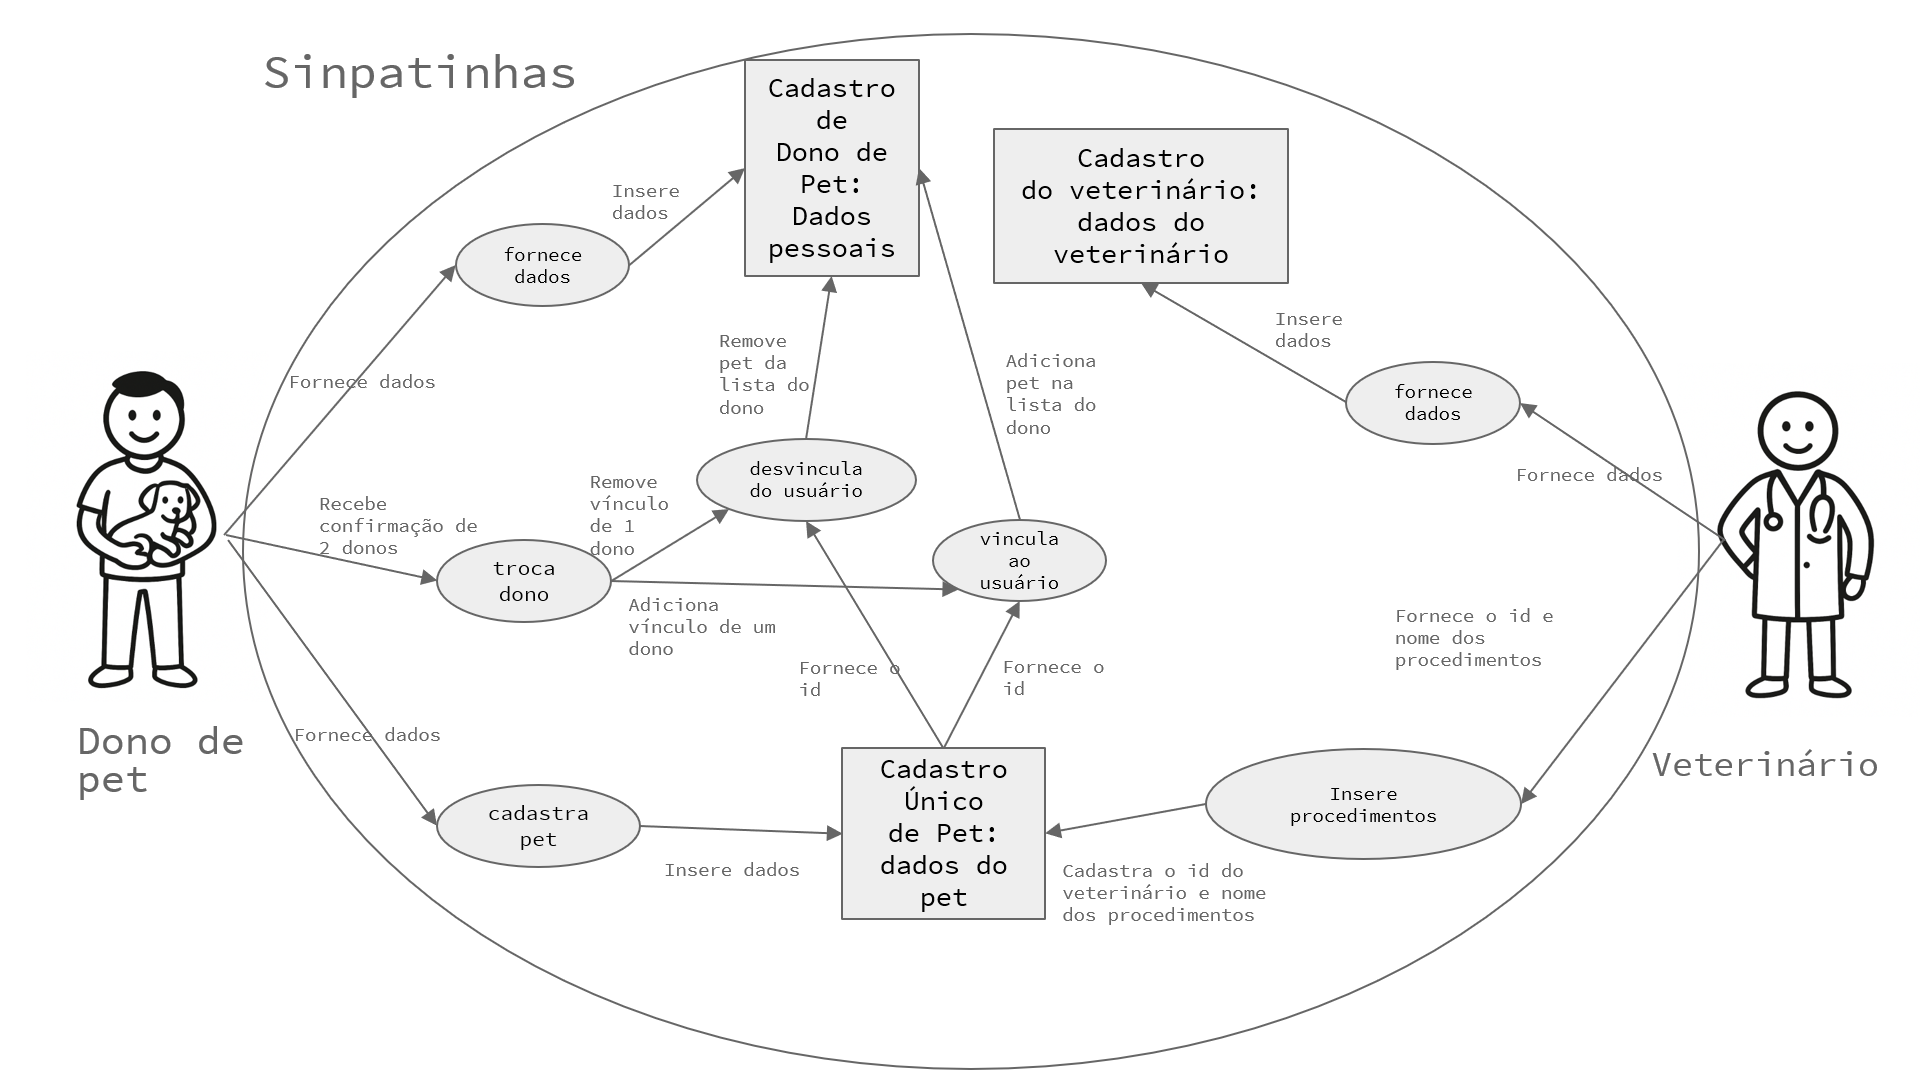 Sinpatinhas
Cadastro
de
Dono de
Pet:
Dados
pessoais
Cadastro
do veterinário:
dados do
veterinário
Insere
dados
fornece
dados
Fornece dados
Remove
pet da
lista do
dono
Adiciona
pet na
lista do
dono
Insere
dados
fornece
dados
Fornece dados
Recebe
confirmação de
2 donos
Remove
vínculo
de 1
dono
desvincula
do usuário
vincula
ao
usuário
troca
dono
Adiciona
vínculo de um
dono
Fornece o
id
Fornece o
id
Fornece o id e
nome dos
procedimentos
Dono de
pet
Fornece dados
Veterinário
cadastra
pet
Insere dados
Cadastro
Único
de Pet:
dados do
pet
Insere
procedimentos
Cadastra o id do
veterinário e nome
dos procedimentos